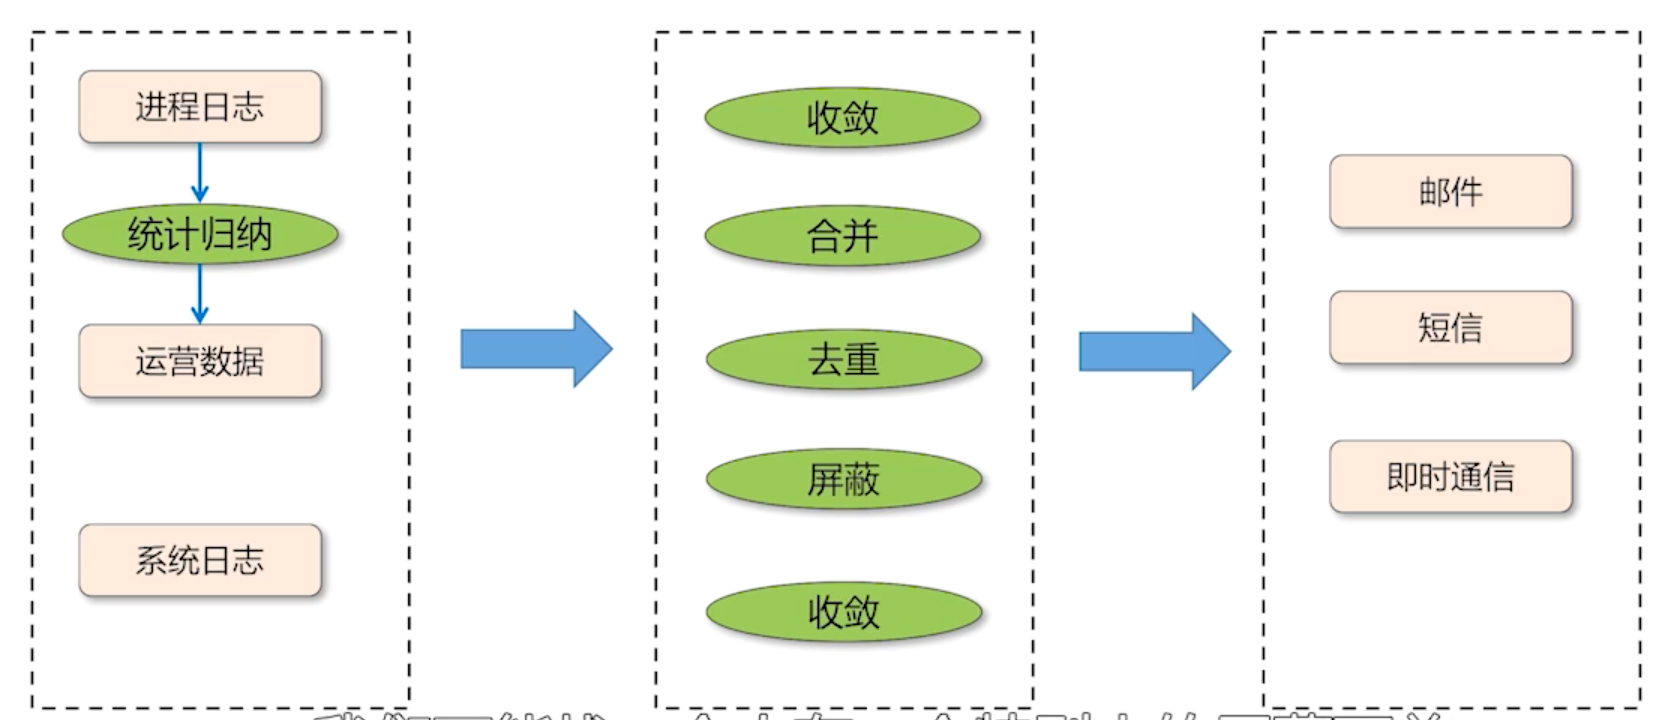 进程日志
统计归纳
运营数据
系统日志
收敛
合并
去重
屏蔽
收敛
邮件
短信
即时通信